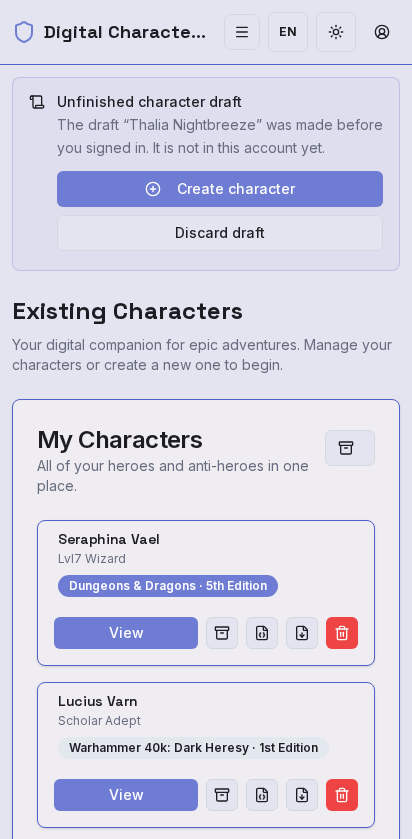 Digital Characte...
EN
Unfinished character draft
The draft “Thalia Nightbreeze” was made before
you signed in. It is not in this account yet.
Create character
Discard draft
Existing Characters
Your digital companion for epic adventures. Manage your
characters or create a new one to begin.
My Characters
All of your heroes and anti-heroes in one
place.
Seraphina Vael
Lvl7 Wizard
Dungeons & Dragons · 5th Edition
View
Lucius Varn
Scholar Adept
Warhammer 40k: Dark Heresy · 1st Edition
View